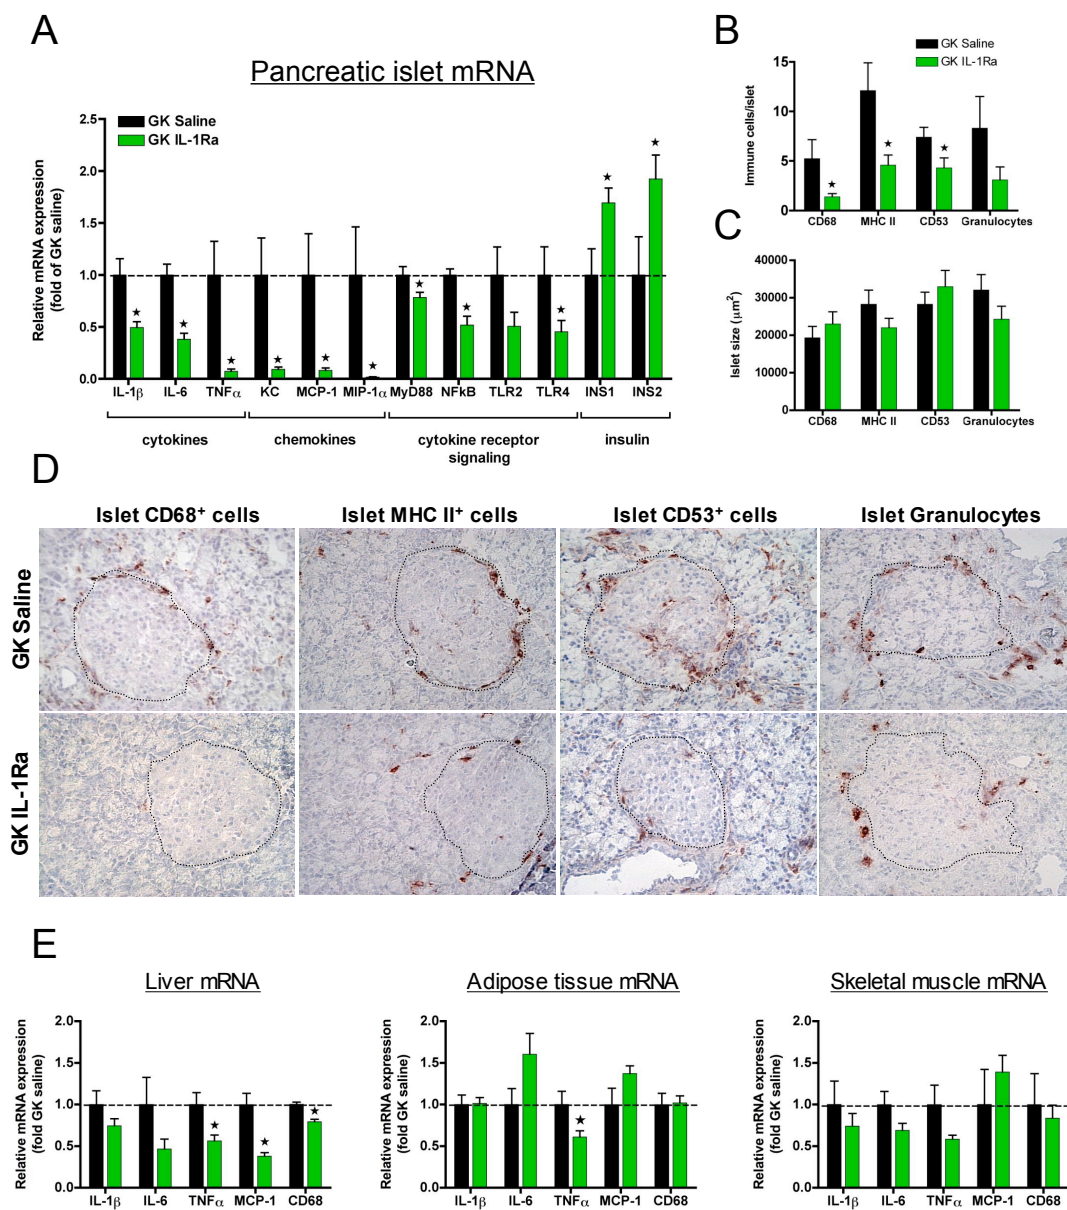 A
Pancreatic islet mRNA
GK Saline
GK IL-1Ra
Relative mRNA expression
(fold of GK saline)
2.5
2.0
1.5
1.0
0.5
0.0
★ ★ ★ ★ ★ ★ ★ ★ ★ ★ ★
IL-1β IL-6 TNFα KC MCP-1 MIP-1α MyD88 NFkB TLR2 TLR4 INS1 INS2
cytokines chemokines cytokine receptor insulin
signaling
B
GK Saline
GK IL-1Ra
Immune cells/islet
15
10
5
0
★ ★ ★
CD68 MHC II CD53 Granulocytes
C
Islet size (μm²)
40000
30000
20000
10000
0
CD68 MHC II CD53 Granulocytes
D
Islet CD68⁺ cells Islet MHC II⁺ cells Islet CD53⁺ cells Islet Granulocytes
GK Saline
GK IL-1Ra
E
Liver mRNA
Relative mRNA expression
(fold GK saline)
2.0
1.5
1.0
0.5
0.0
★ ★ ★
IL-1β IL-6 TNFα MCP-1 CD68
Adipose tissue mRNA
Relative mRNA expression
(fold GK saline)
2.0
1.5
1.0
0.5
0.0
★
IL-1β IL-6 TNFα MCP-1 CD68
Skeletal muscle mRNA
Relative mRNA expression
(fold GK saline)
2.0
1.5
1.0
0.5
0.0
IL-1β IL-6 TNFα MCP-1 CD68